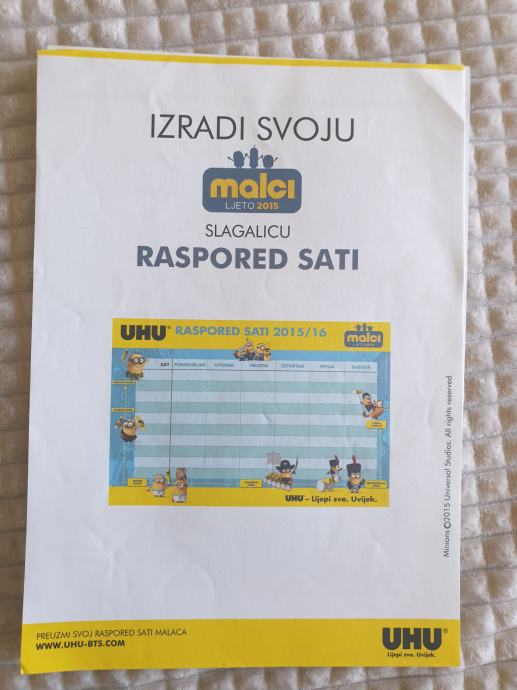 IZRADI SVOJU
malci
LJETO 2015
SLAGALICU
RASPORED SATI
UHU® RASPORED SATI 2015/16
malci
SAT PONEDJELJAK UTORAK SRIJEDA ČETVRTAK PETAK SUBOTA
UHU – Lijepi sve. Uvijek.
Minions ©2015 Universal Studios. All rights reserved.
PREUZMI SVOJ RASPORED SATI MALACA
WWW.UHU-BTS.COM
UHU®
Lijepi sve. Uvijek.